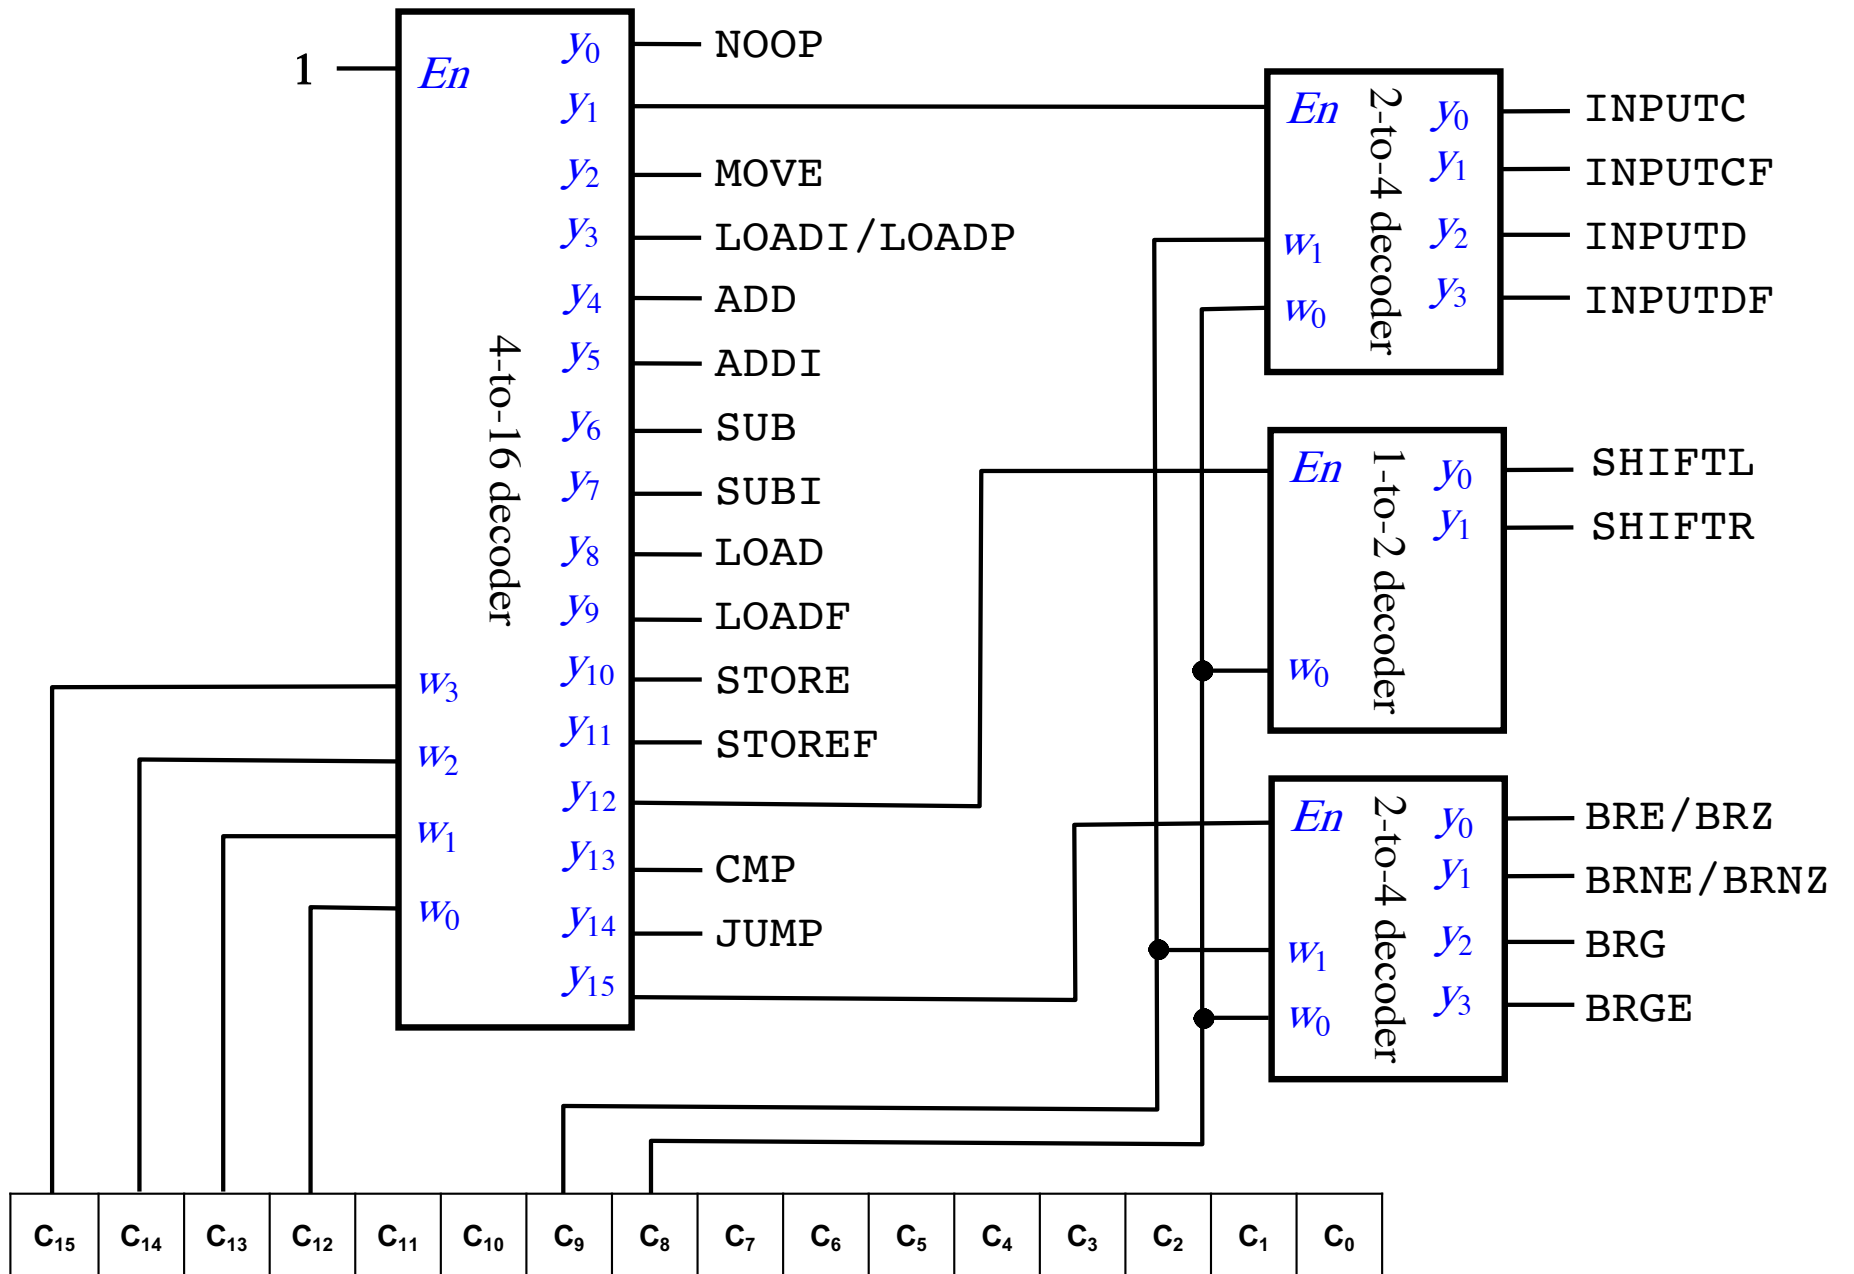 1
En
4-to-16 decoder
w3
w2
w1
w0
y0 NOOP
y1
y2 MOVE
y3 LOADI/LOADP
y4 ADD
y5 ADDI
y6 SUB
y7 SUBI
y8 LOAD
y9 LOADF
y10 STORE
y11 STOREF
y12
y13 CMP
y14 JUMP
y15
En
w1
w0
2-to-4 decoder
y0 INPUTC
y1 INPUTCF
y2 INPUTD
y3 INPUTDF
En
w0
1-to-2 decoder
y0 SHIFTL
y1 SHIFTR
En
w1
w0
2-to-4 decoder
y0 BRE/BRZ
y1 BRNE/BRNZ
y2 BRG
y3 BRGE
C15 C14 C13 C12 C11 C10 C9 C8 C7 C6 C5 C4 C3 C2 C1 C0